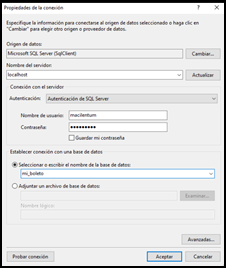 Propiedades de la conexión
Especifique la información para conectarse al origen de datos seleccionado o haga clic en
"Cambiar" para elegir otro origen o proveedor de datos.
Origen de datos:
Microsoft SQL Server (SqlClient)
Cambiar...
Nombre del servidor:
localhost
Actualizar
Conexión con el servidor
Autenticación:
Autenticación de SQL Server
Nombre de usuario:
macilentum
Contraseña:
●●●●●●●●●
Guardar mi contraseña
Establecer conexión con una base de datos
Seleccionar o escribir el nombre de la base de datos:
mi_boleto
Adjuntar un archivo de base de datos:
Examinar...
Nombre lógico:
Avanzadas...
Probar conexión
Aceptar
Cancelar